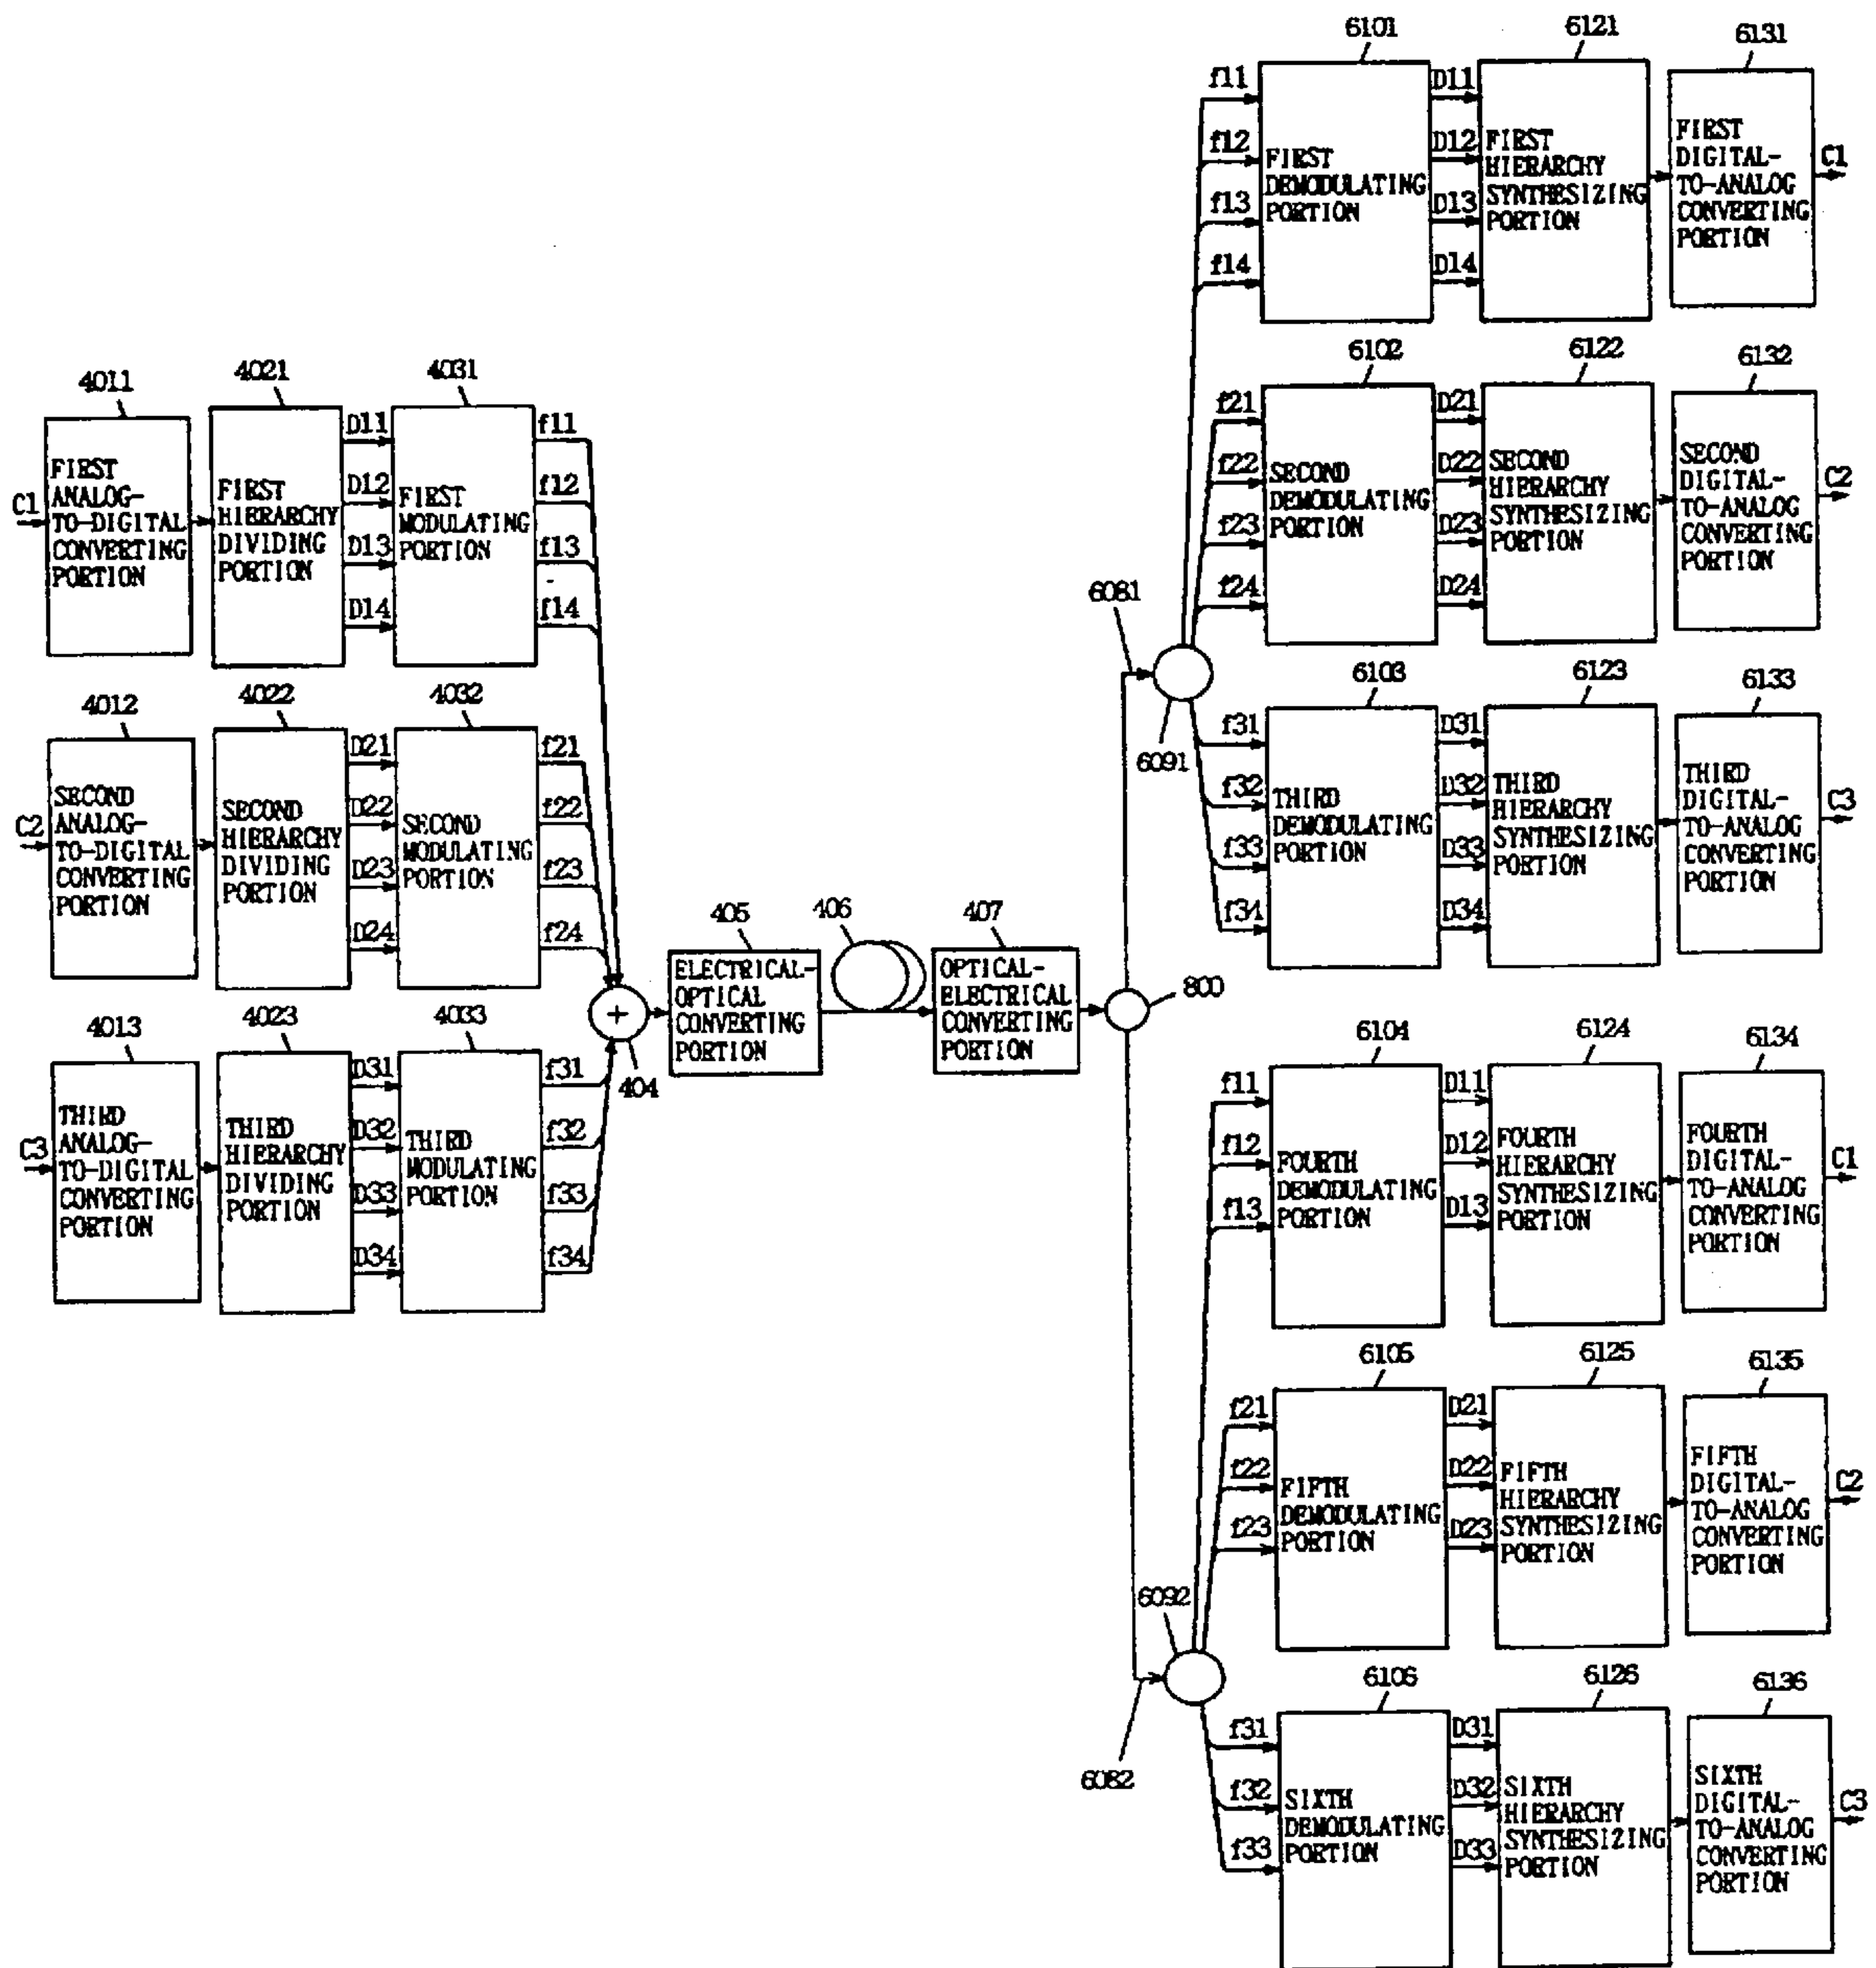 4011
C1
FIRST
ANALOG-
TO-DIGITAL
CONVERTING
PORTION
4021
FIRST
HIERARCHY
DIVIDING
PORTION
D11
D12
D13
D14
4031
FIRST
MODULATING
PORTION
f11
f12
f13
f14
4012
C2
SECOND
ANALOG-
TO-DIGITAL
CONVERTING
PORTION
4022
SECOND
HIERARCHY
DIVIDING
PORTION
D21
D22
D23
D24
4032
SECOND
MODULATING
PORTION
f21
f22
f23
f24
4013
C3
THIRD
ANALOG-
TO-DIGITAL
CONVERTING
PORTION
4023
THIRD
HIERARCHY
DIVIDING
PORTION
D31
D32
D33
D34
4033
THIRD
MODULATING
PORTION
f31
f32
f33
f34
+
404
405
ELECTRICAL-
OPTICAL
CONVERTING
PORTION
406
407
OPTICAL-
ELECTRICAL
CONVERTING
PORTION
800
6081
6091
6082
6092
6101
f11
f12
f13
f14
FIRST
DEMODULATING
PORTION
D11
D12
D13
D14
6121
FIRST
HIERARCHY
SYNTHESIZING
PORTION
6131
FIRST
DIGITAL-
TO-ANALOG
CONVERTING
PORTION
C1
6102
f21
f22
f23
f24
SECOND
DEMODULATING
PORTION
D21
D22
D23
D24
6122
SECOND
HIERARCHY
SYNTHESIZING
PORTION
6132
SECOND
DIGITAL-
TO-ANALOG
CONVERTING
PORTION
C2
6103
f31
f32
f33
f34
THIRD
DEMODULATING
PORTION
D31
D32
D33
D34
6123
THIRD
HIERARCHY
SYNTHESIZING
PORTION
6133
THIRD
DIGITAL-
TO-ANALOG
CONVERTING
PORTION
C3
6104
f11
f12
f13
FOURTH
DEMODULATING
PORTION
D11
D12
D13
6124
FOURTH
HIERARCHY
SYNTHESIZING
PORTION
6134
FOURTH
DIGITAL-
TO-ANALOG
CONVERTING
PORTION
C1
6105
f21
f22
f23
FIFTH
DEMODULATING
PORTION
D21
D22
D23
6125
FIFTH
HIERARCHY
SYNTHESIZING
PORTION
6135
FIFTH
DIGITAL-
TO-ANALOG
CONVERTING
PORTION
C2
6106
f31
f32
f33
SIXTH
DEMODULATING
PORTION
D31
D32
D33
6126
SIXTH
HIERARCHY
SYNTHESIZING
PORTION
6136
SIXTH
DIGITAL-
TO-ANALOG
CONVERTING
PORTION
C3